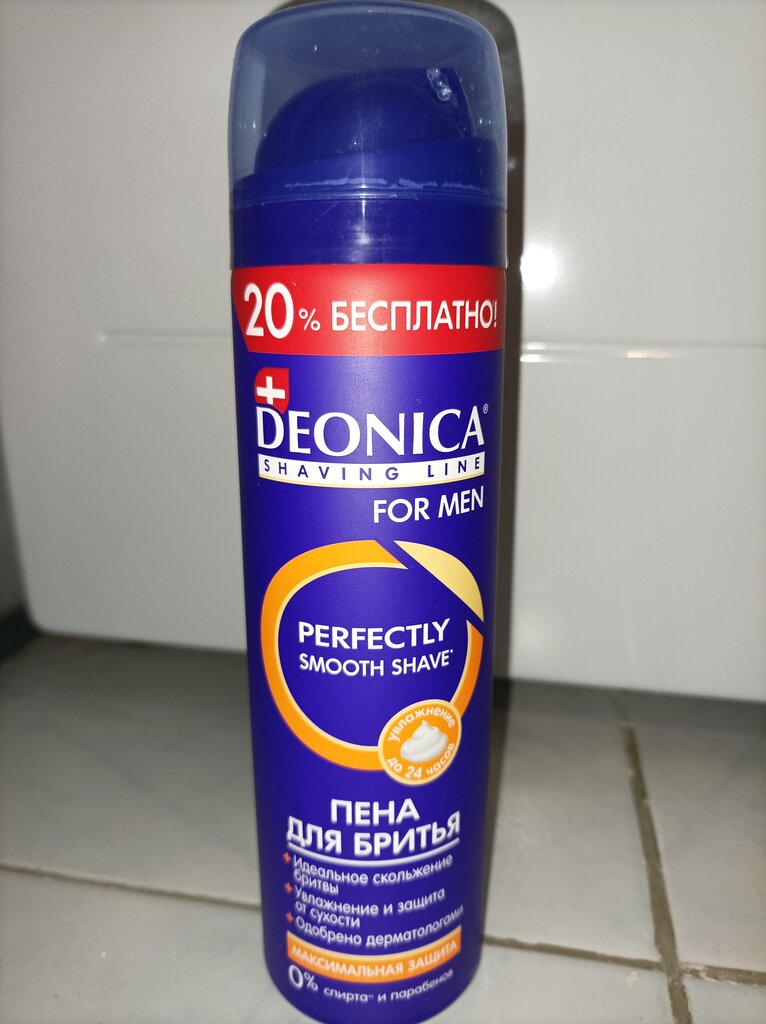 20% БЕСПЛАТНО!
DEONICA®
SHAVING LINE
FOR MEN
PERFECTLY
SMOOTH SHAVE*
увлажнение
до 24 часов
ПЕНА
ДЛЯ БРИТЬЯ
+ Идеальное скольжение
бритвы
+ Увлажнение и защита
от сухости
+ Одобрено дерматологами
МАКСИМАЛЬНАЯ ЗАЩИТА
0% спирта** и парабенов